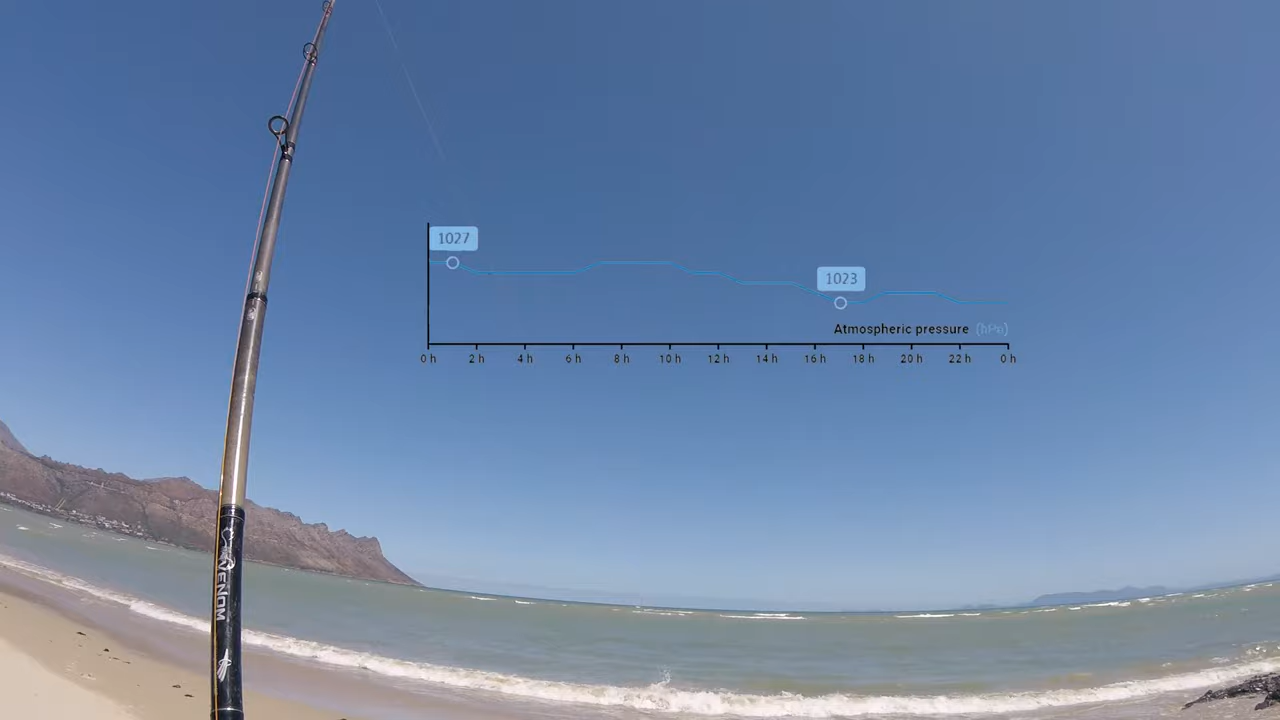 1027
1023
Atmospheric pressure (hPa)
0 h 2 h 4 h 6 h 8 h 10 h 12 h 14 h 16 h 18 h 20 h 22 h 0 h
VENOM